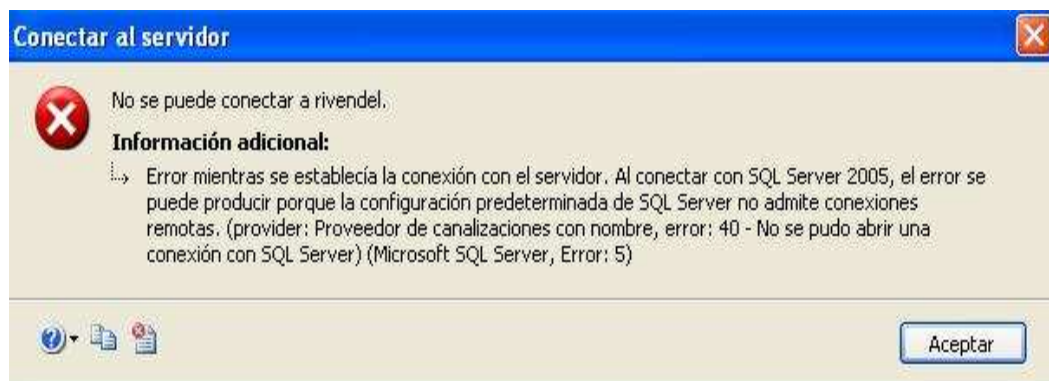 Conectar al servidor
No se puede conectar a rivendel.
Información adicional:
Error mientras se establecía la conexión con el servidor. Al conectar con SQL Server 2005, el error se
puede producir porque la configuración predeterminada de SQL Server no admite conexiones
remotas. (provider: Proveedor de canalizaciones con nombre, error: 40 - No se pudo abrir una
conexión con SQL Server) (Microsoft SQL Server, Error: 5)
Aceptar